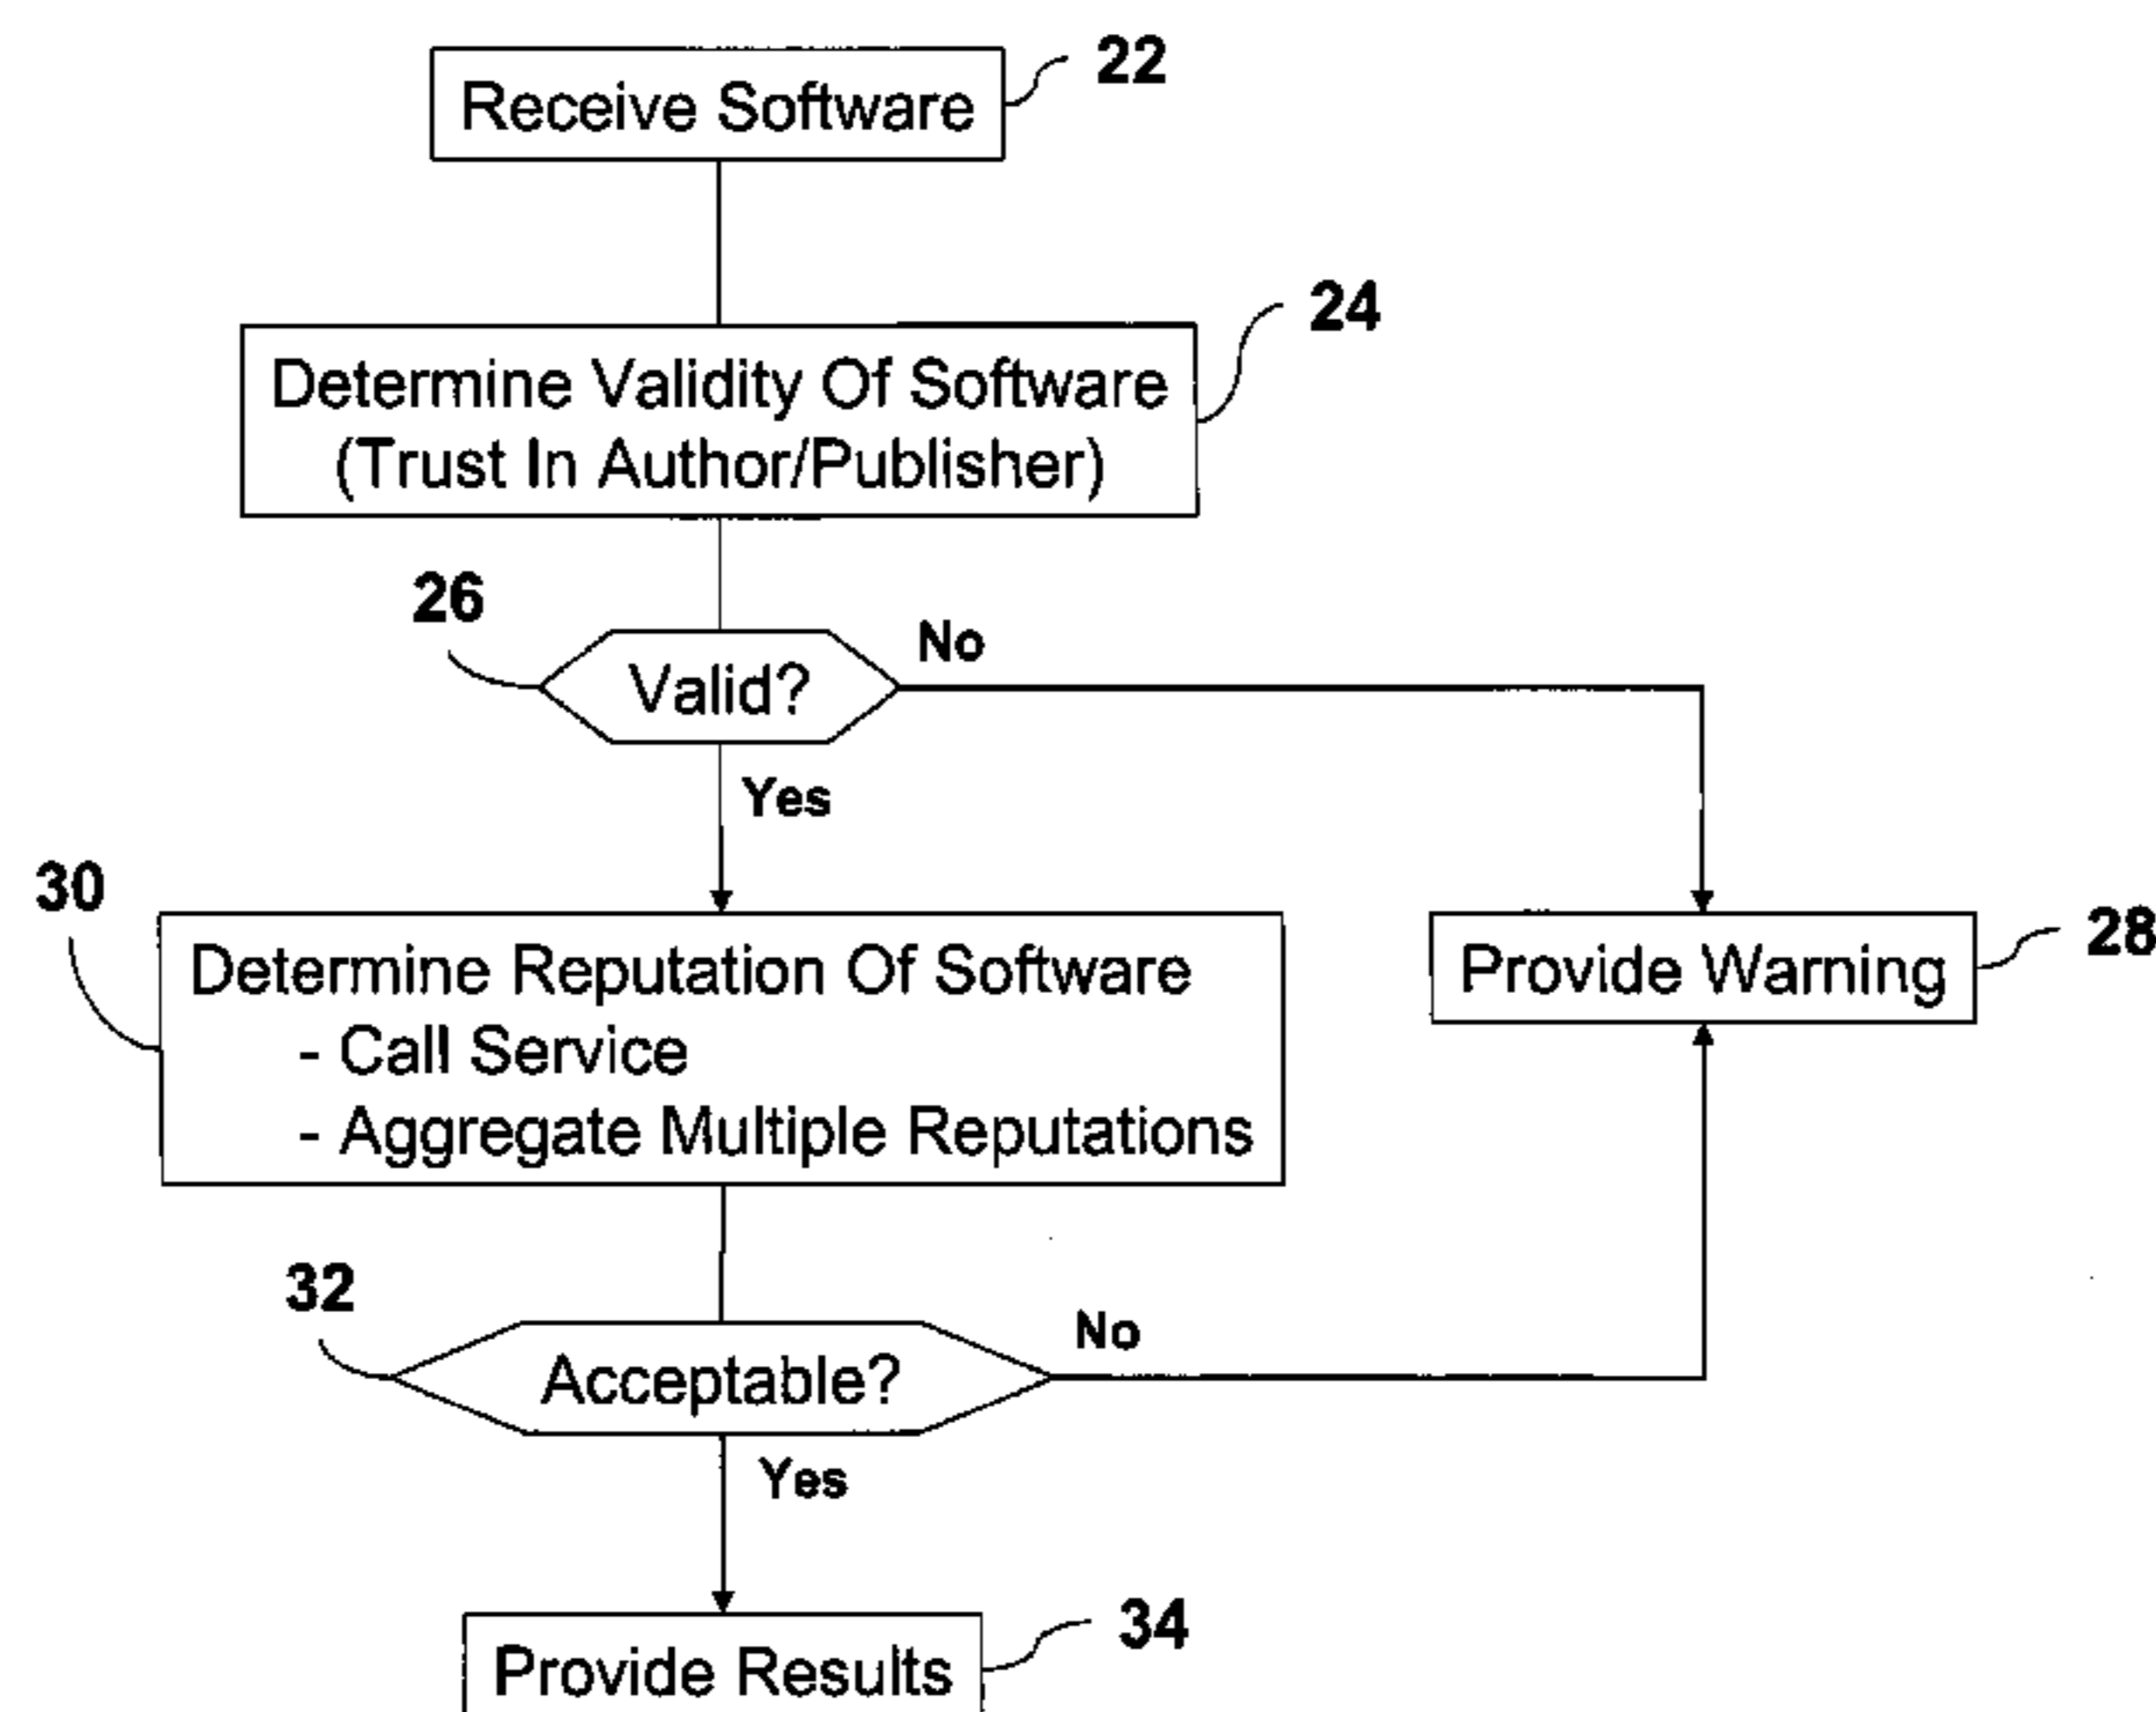 22
Receive Software
24
Determine Validity Of Software
(Trust In Author/Publisher)
26
No
Valid?
Yes
30
28
Determine Reputation Of Software
- Call Service
- Aggregate Multiple Reputations
Provide Warning
32
No
Acceptable?
Yes
34
Provide Results